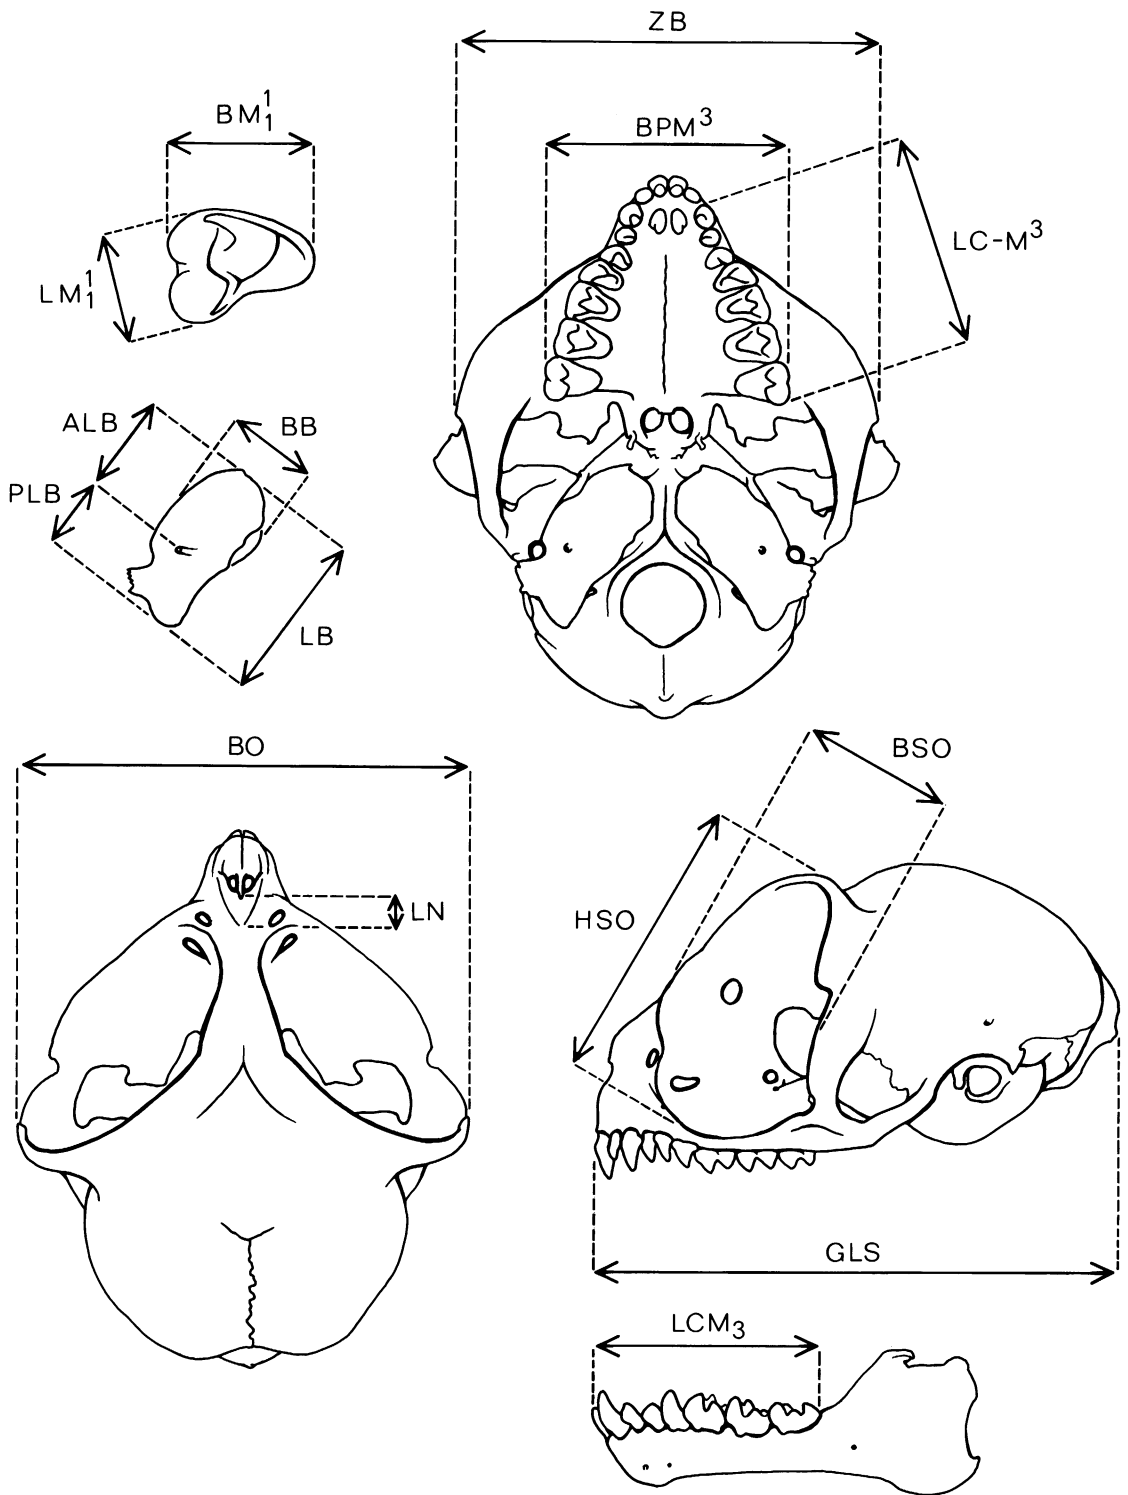 ZB
BM¹₁
BPM³
LC-M³
LM¹₁
ALB
BB
PLB
LB
BO
BSO
LN
HSO
GLS
LCM₃